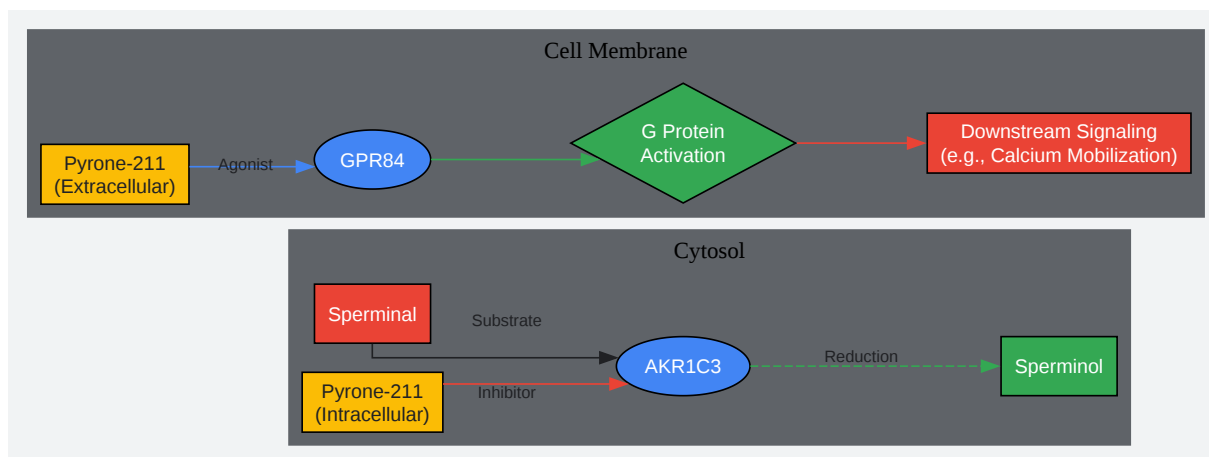 Cell Membrane
Pyrone-211
(Extracellular)
Agonist
GPR84
G Protein
Activation
Downstream Signaling
(e.g., Calcium Mobilization)
Cytosol
Sperminal
Substrate
Pyrone-211
(Intracellular)
Inhibitor
AKR1C3
Reduction
Sperminol